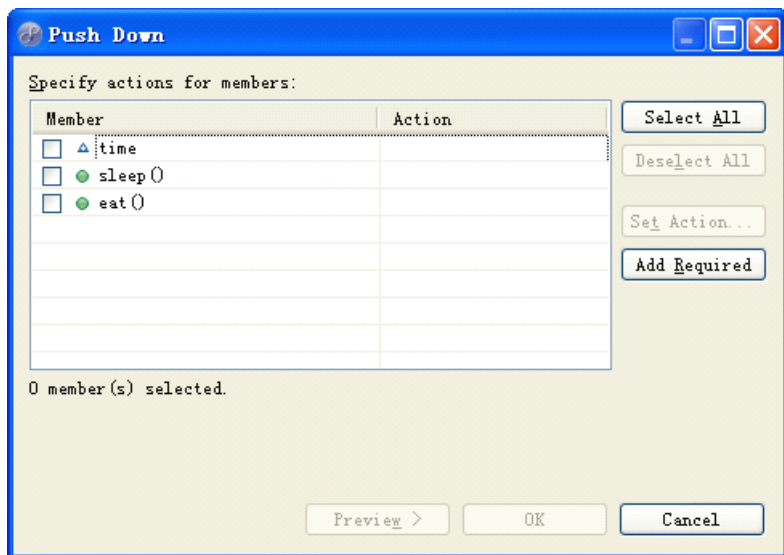 Push Down
Specify actions for members:
Member Action
time
sleep()
eat()
Select All
Deselect All
Set Action...
Add Required
0 member(s) selected.
Preview > OK Cancel